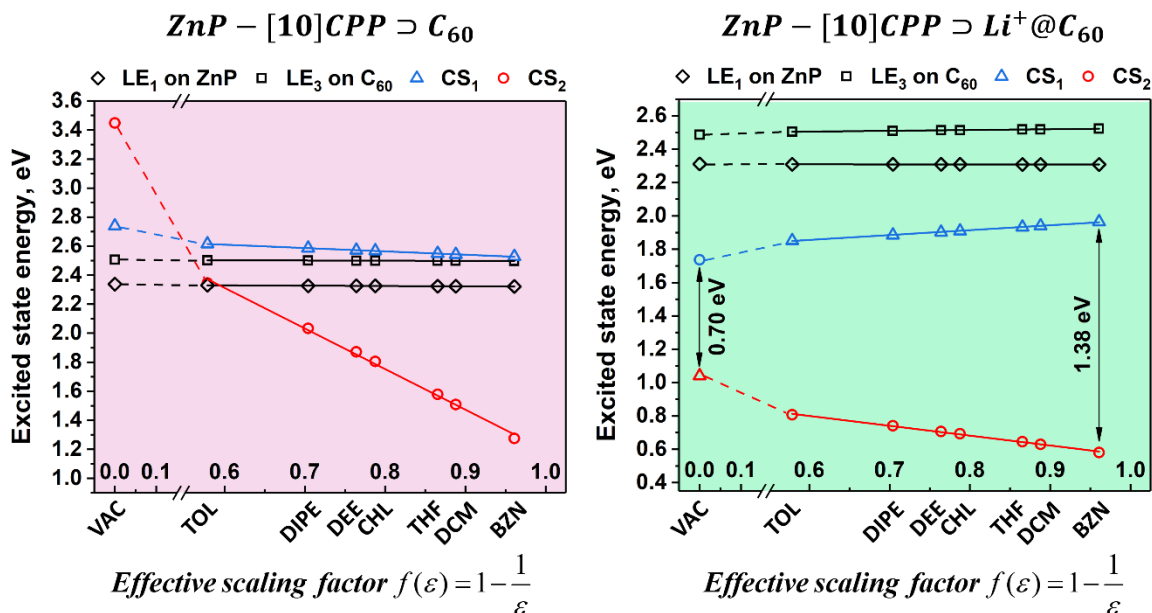 ZnP − [10]CPP ⊃ C₆₀
LE₁ on ZnP LE₃ on C₆₀ CS₁ CS₂
Excited state energy, eV
3.6
3.4
3.2
3.0
2.8
2.6
2.4
2.2
2.0
1.8
1.6
1.4
1.2
1.0
0.0 0.1 0.6 0.7 0.8 0.9 1.0
VAC TOL DIPE DEE CHL THF DCM BZN
Effective scaling factor f(ε) = 1 − 1/ε
ZnP − [10]CPP ⊃ Li⁺@C₆₀
LE₁ on ZnP LE₃ on C₆₀ CS₁ CS₂
Excited state energy, eV
2.6
2.4
2.2
2.0
1.8
1.6
1.4
1.2
1.0
0.8
0.6
0.4
0.70 eV
1.38 eV
0.0 0.1 0.6 0.7 0.8 0.9 1.0
VAC TOL DIPE DEE CHL THF DCM BZN
Effective scaling factor f(ε) = 1 − 1/ε